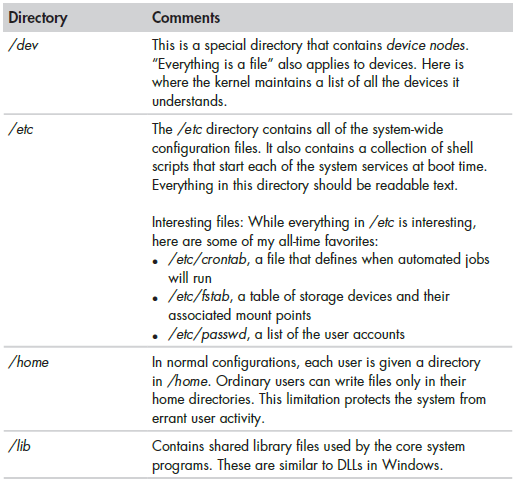 Directory Comments
/dev This is a special directory that contains device nodes.
“Everything is a file” also applies to devices. Here is
where the kernel maintains a list of all the devices it
understands.
/etc The /etc directory contains all of the system-wide
configuration files. It also contains a collection of shell
scripts that start each of the system services at boot time.
Everything in this directory should be readable text.
Interesting files: While everything in /etc is interesting,
here are some of my all-time favorites:
• /etc/crontab, a file that defines when automated jobs
will run
• /etc/fstab, a table of storage devices and their
associated mount points
• /etc/passwd, a list of the user accounts
/home In normal configurations, each user is given a directory
in /home. Ordinary users can write files only in their
home directories. This limitation protects the system from
errant user activity.
/lib Contains shared library files used by the core system
programs. These are similar to DLLs in Windows.